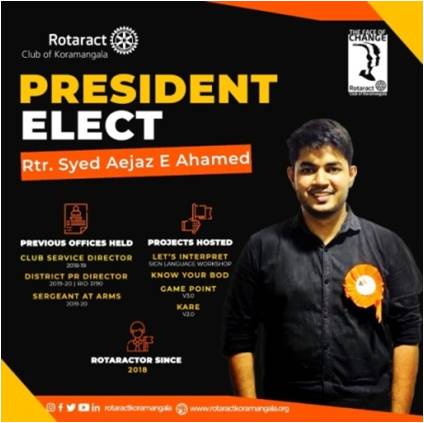 Rotaract
Club of Koramangala
THE FACE OF
CHANGE
Rotaract
Club of Koramangala
PRESIDENT
ELECT
Rtr. Syed Aejaz E Ahamed
PREVIOUS OFFICES HELD
CLUB SERVICE DIRECTOR
2018-19
DISTRICT PR DIRECTOR
2019-20 | RID 3190
SERGEANT AT ARMS
2019-20
PROJECTS HOSTED
LET'S INTERPRET
SIGN LANGUAGE WORKSHOP
KNOW YOUR BOD
GAME POINT
V3.0
KARE
V2.0
ROTARACTOR SINCE
2018
rotaractkoramangala
www.rotaractkoramangala.org